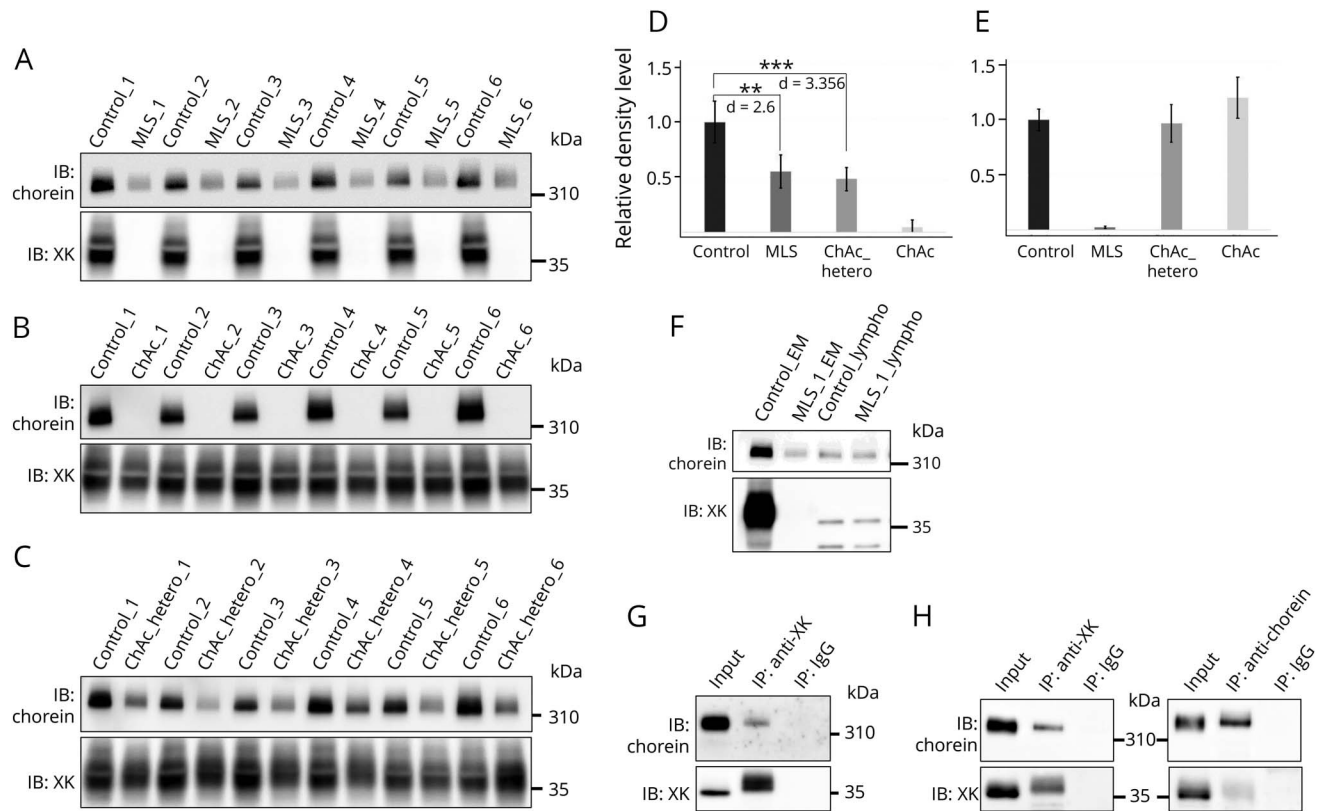 A
Control_1 MLS_1 Control_2 MLS_2 Control_3 MLS_3 Control_4 MLS_4 Control_5 MLS_5 Control_6 MLS_6
kDa
IB:
chorein
310
IB: XK
35
B
Control_1 ChAc_1 Control_2 ChAc_2 Control_3 ChAc_3 Control_4 ChAc_4 Control_5 ChAc_5 Control_6 ChAc_6
kDa
IB:
chorein
310
IB: XK
35
C
Control_1 ChAc_hetero_1 Control_2 ChAc_hetero_2 Control_3 ChAc_hetero_3 Control_4 ChAc_hetero_4 Control_5 ChAc_hetero_5 Control_6 ChAc_hetero_6
kDa
IB:
chorein
310
IB: XK
35
D
Relative density level
1.5
1.0
0.5
***
d = 3.356
**
d = 2.6
Control MLS ChAc_ ChAc
hetero
E
1.5
1.0
0.5
Control MLS ChAc_ ChAc
hetero
F
Control_EM MLS_1_EM Control_lympho MLS_1_lympho
kDa
IB:
chorein
310
IB: XK
35
G
Input IP: anti-XK IP: IgG
kDa
IB:
chorein
310
IB: XK
35
H
Input IP: anti-XK IP: IgG
kDa
Input IP: anti-chorein IP: IgG
IB:
chorein
310
IB: XK
35